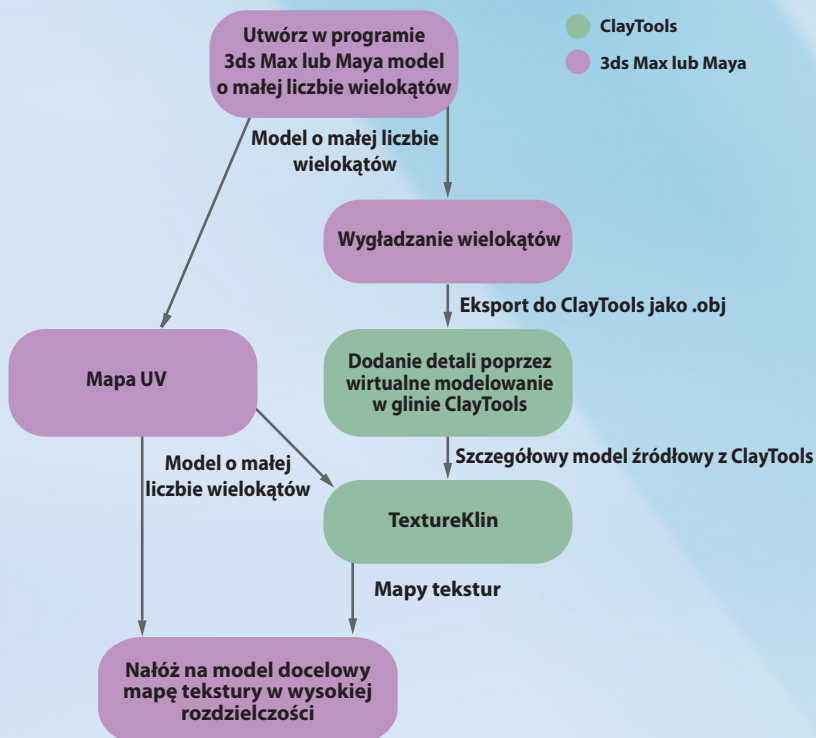 Utwórz w programie
3ds Max lub Maya model
o małej liczbie wielokątów
ClayTools
3ds Max lub Maya
Model o małej liczbie
wielokątów
Wygładzanie wielokątów
Eksport do ClayTools jako .obj
Mapa UV
Dodanie detali poprzez
wirtualne modelowanie
w glinie ClayTools
Model o małej
liczbie wielokątów
Szczegółowy model źródłowy z ClayTools
TextureKlin
Mapy tekstur
Nałóż na model docelowy
mapę tekstury w wysokiej
rozdzielczości